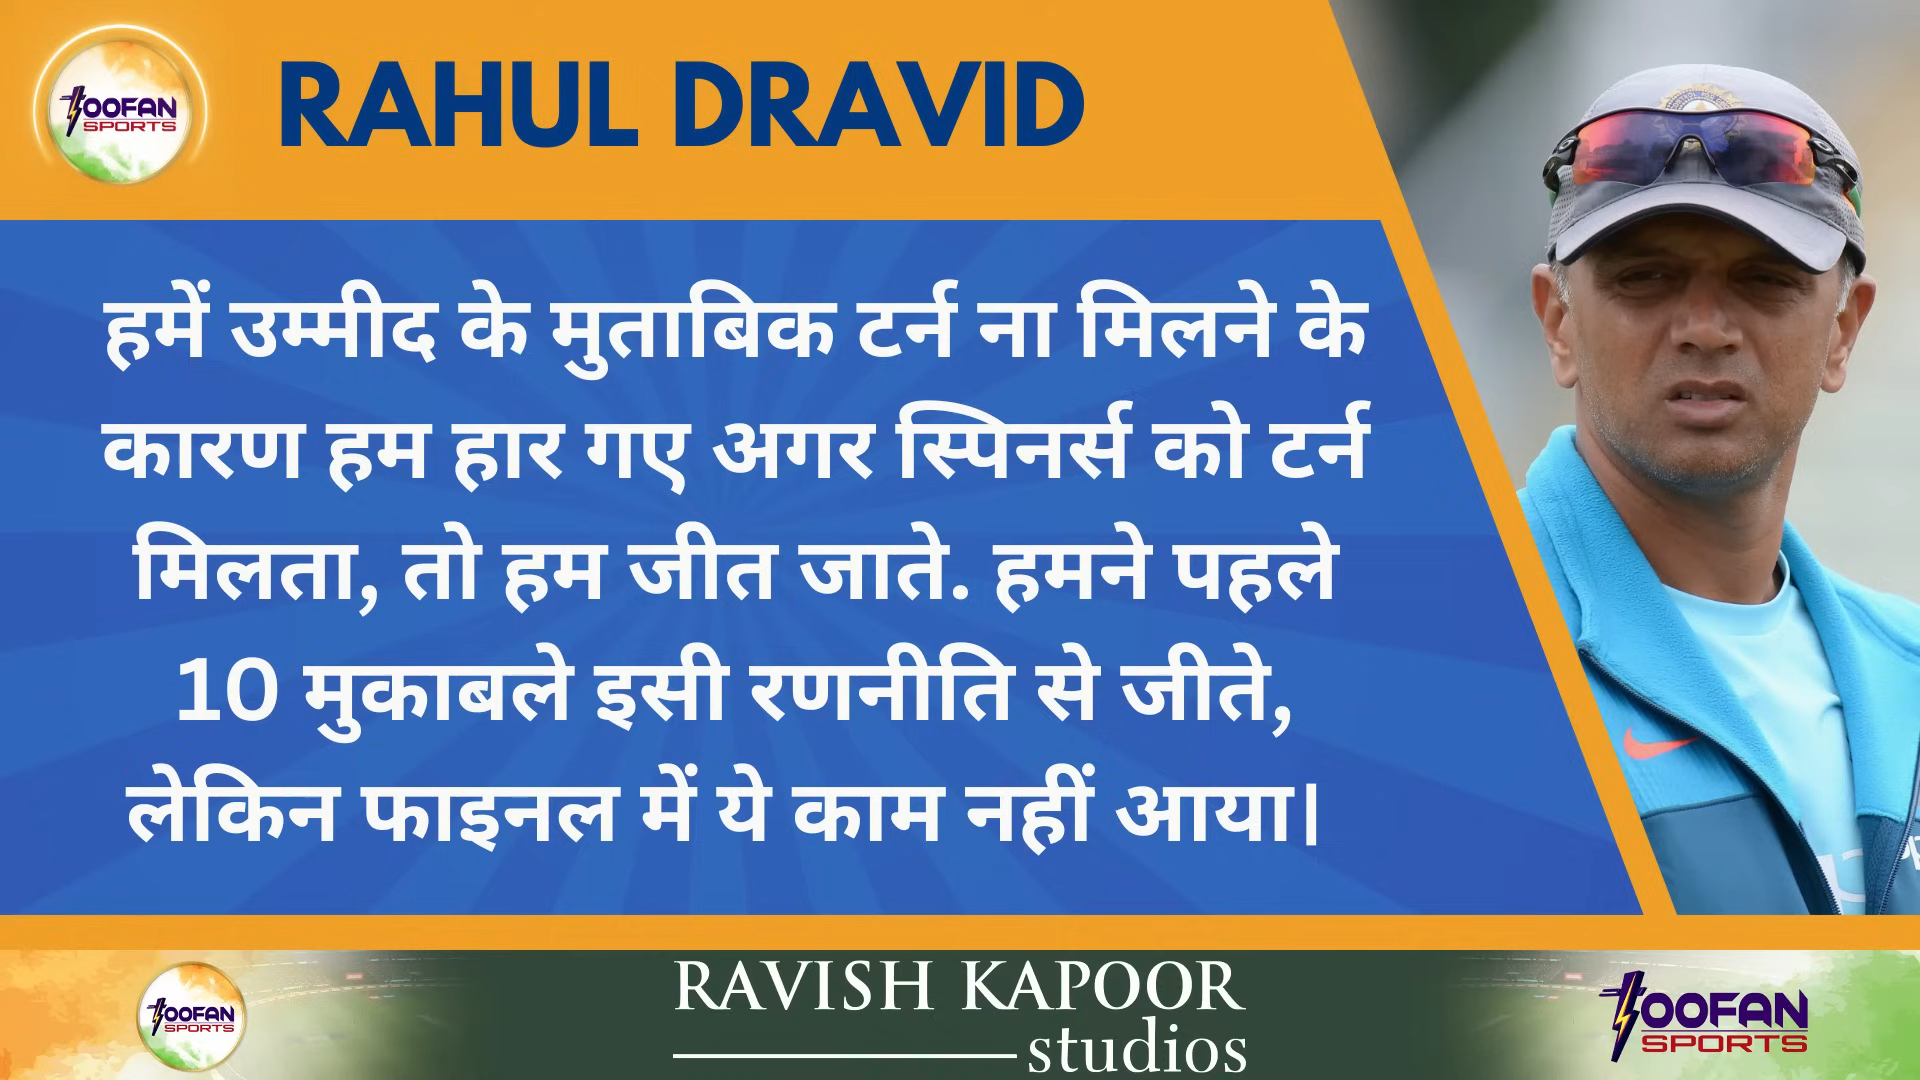 TOOFAN
SPORTS
RAHUL DRAVID
हमें उम्मीद के मुताबिक टर्न ना मिलने के
कारण हम हार गए अगर स्पिनर्स को टर्न
मिलता, तो हम जीत जाते. हमने पहले
10 मुकाबले इसी रणनीति से जीते,
लेकिन फाइनल में ये काम नहीं आया|
TOOFAN
SPORTS
RAVISH KAPOOR
studios
TOOFAN
SPORTS